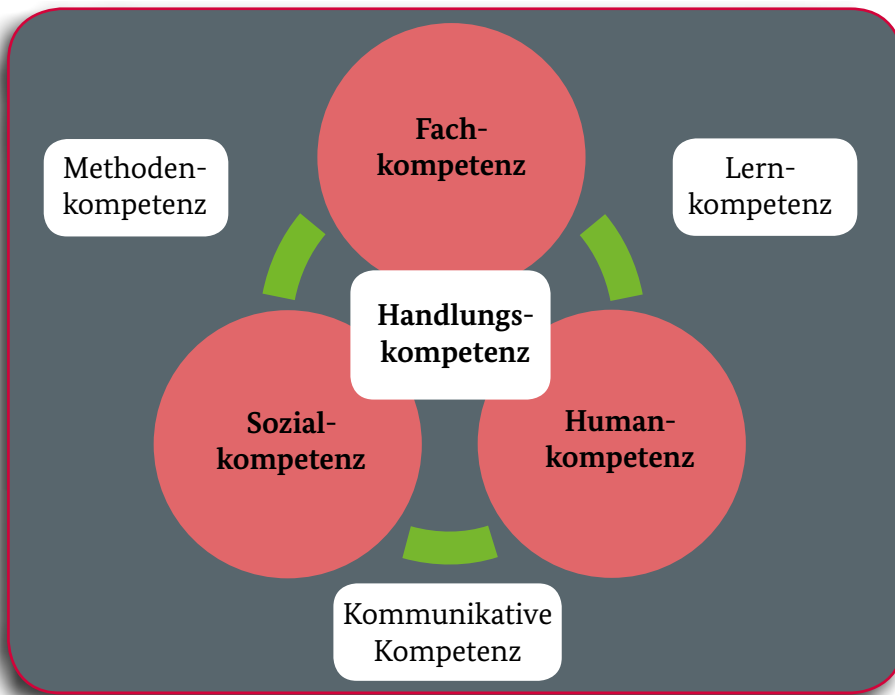 Fach-
kompetenz
Methoden-
kompetenz
Lern-
kompetenz
Handlungs-
kompetenz
Sozial-
kompetenz
Human-
kompetenz
Kommunikative
Kompetenz